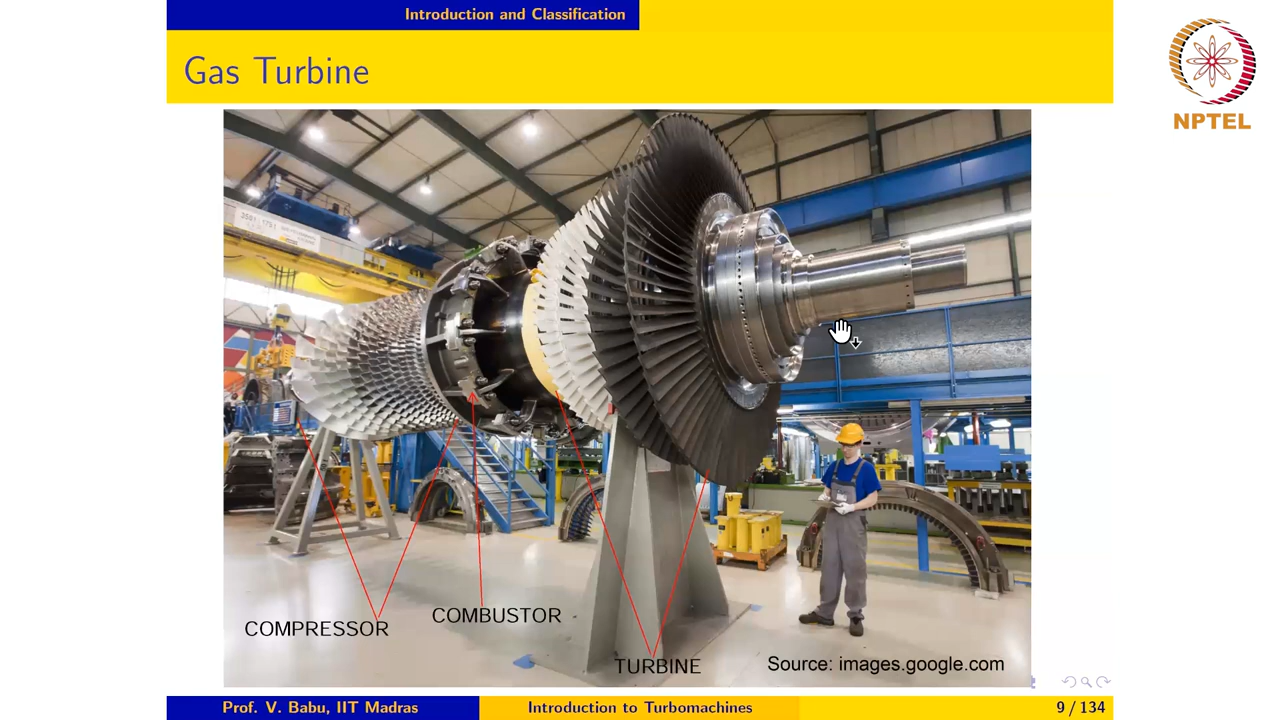 Introduction and Classification
Gas Turbine
NPTEL
COMPRESSOR
COMBUSTOR
TURBINE
Source: images.google.com
Prof. V. Babu, IIT Madras
Introduction to Turbomachines
9 / 134